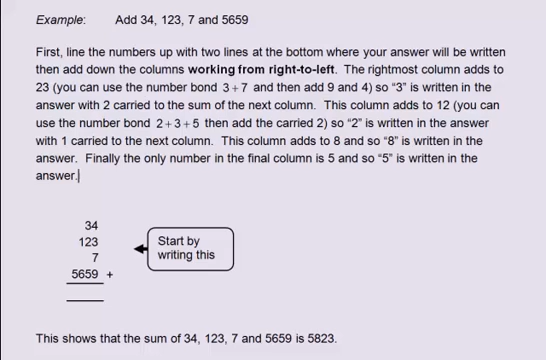 Example: Add 34, 123, 7 and 5659
First, line the numbers up with two lines at the bottom where your answer will be written
then add down the columns working from right-to-left. The rightmost column adds to
23 (you can use the number bond 3+7 and then add 9 and 4) so “3” is written in the
answer with 2 carried to the sum of the next column. This column adds to 12 (you can
use the number bond 2+3+5 then add the carried 2) so “2” is written in the answer
with 1 carried to the next column. This column adds to 8 and so “8” is written in the
answer. Finally the only number in the final column is 5 and so “5” is written in the
answer.
34
123
7
5659 +
Start by
writing this
This shows that the sum of 34, 123, 7 and 5659 is 5823.